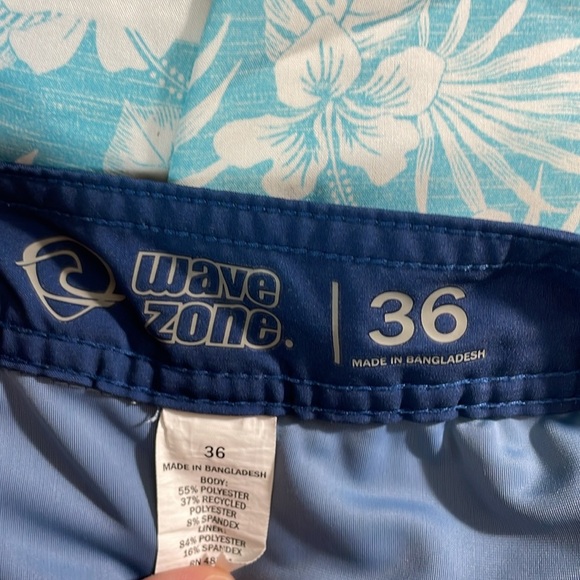 wave
zone.
36
MADE IN BANGLADESH
36
MADE IN BANGLADESH
BODY:
55% POLYESTER
37% RECYCLED
POLYESTER
8% SPANDEX
LINER:
84% POLYESTER
16% SPANDEX